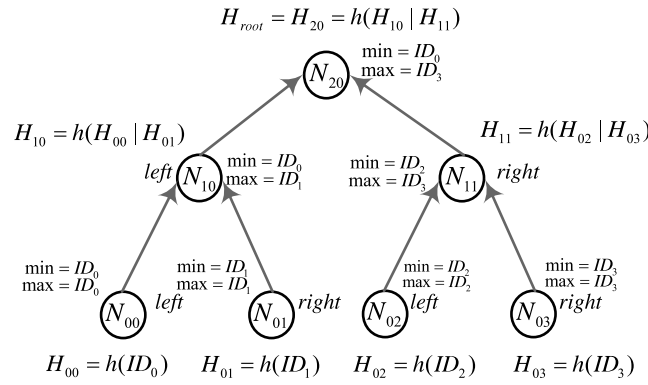 H_root = H_20 = h(H_10 | H_11)
min = ID_0
max = ID_3
N_20
H_10 = h(H_00 | H_01)
H_11 = h(H_02 | H_03)
left
N_10
min = ID_0
max = ID_1
min = ID_2
max = ID_3
N_11
right
min = ID_0
max = ID_0
N_00
left
min = ID_1
max = ID_1
N_01
right
min = ID_2
max = ID_2
N_02
left
min = ID_3
max = ID_3
N_03
right
H_00 = h(ID_0)
H_01 = h(ID_1)
H_02 = h(ID_2)
H_03 = h(ID_3)